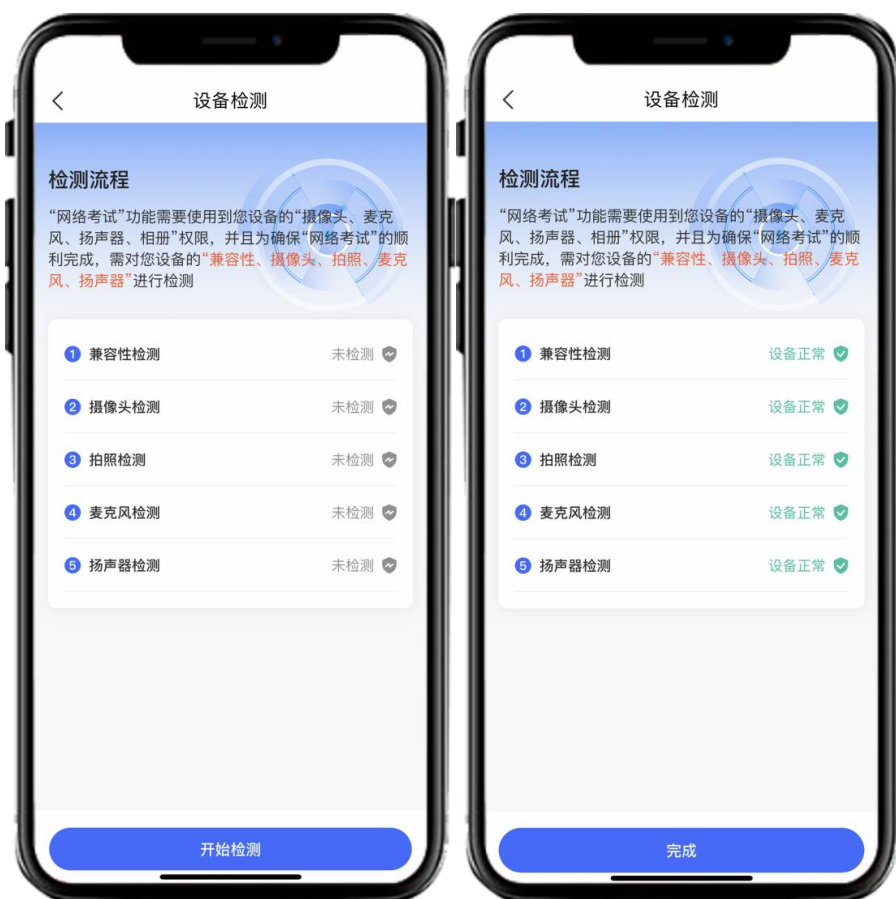 设备检测
检测流程
“网络考试”功能需要使用到您设备的“摄像头、麦克
风、扬声器、相册”权限，并且为确保“网络考试”的顺
利完成，需对您设备的“兼容性、摄像头、拍照、麦克
风、扬声器”进行检测
1 兼容性检测 未检测
2 摄像头检测 未检测
3 拍照检测 未检测
4 麦克风检测 未检测
5 扬声器检测 未检测
开始检测
设备检测
检测流程
“网络考试”功能需要使用到您设备的“摄像头、麦克
风、扬声器、相册”权限，并且为确保“网络考试”的顺
利完成，需对您设备的“兼容性、摄像头、拍照、麦克
风、扬声器”进行检测
1 兼容性检测 设备正常
2 摄像头检测 设备正常
3 拍照检测 设备正常
4 麦克风检测 设备正常
5 扬声器检测 设备正常
完成